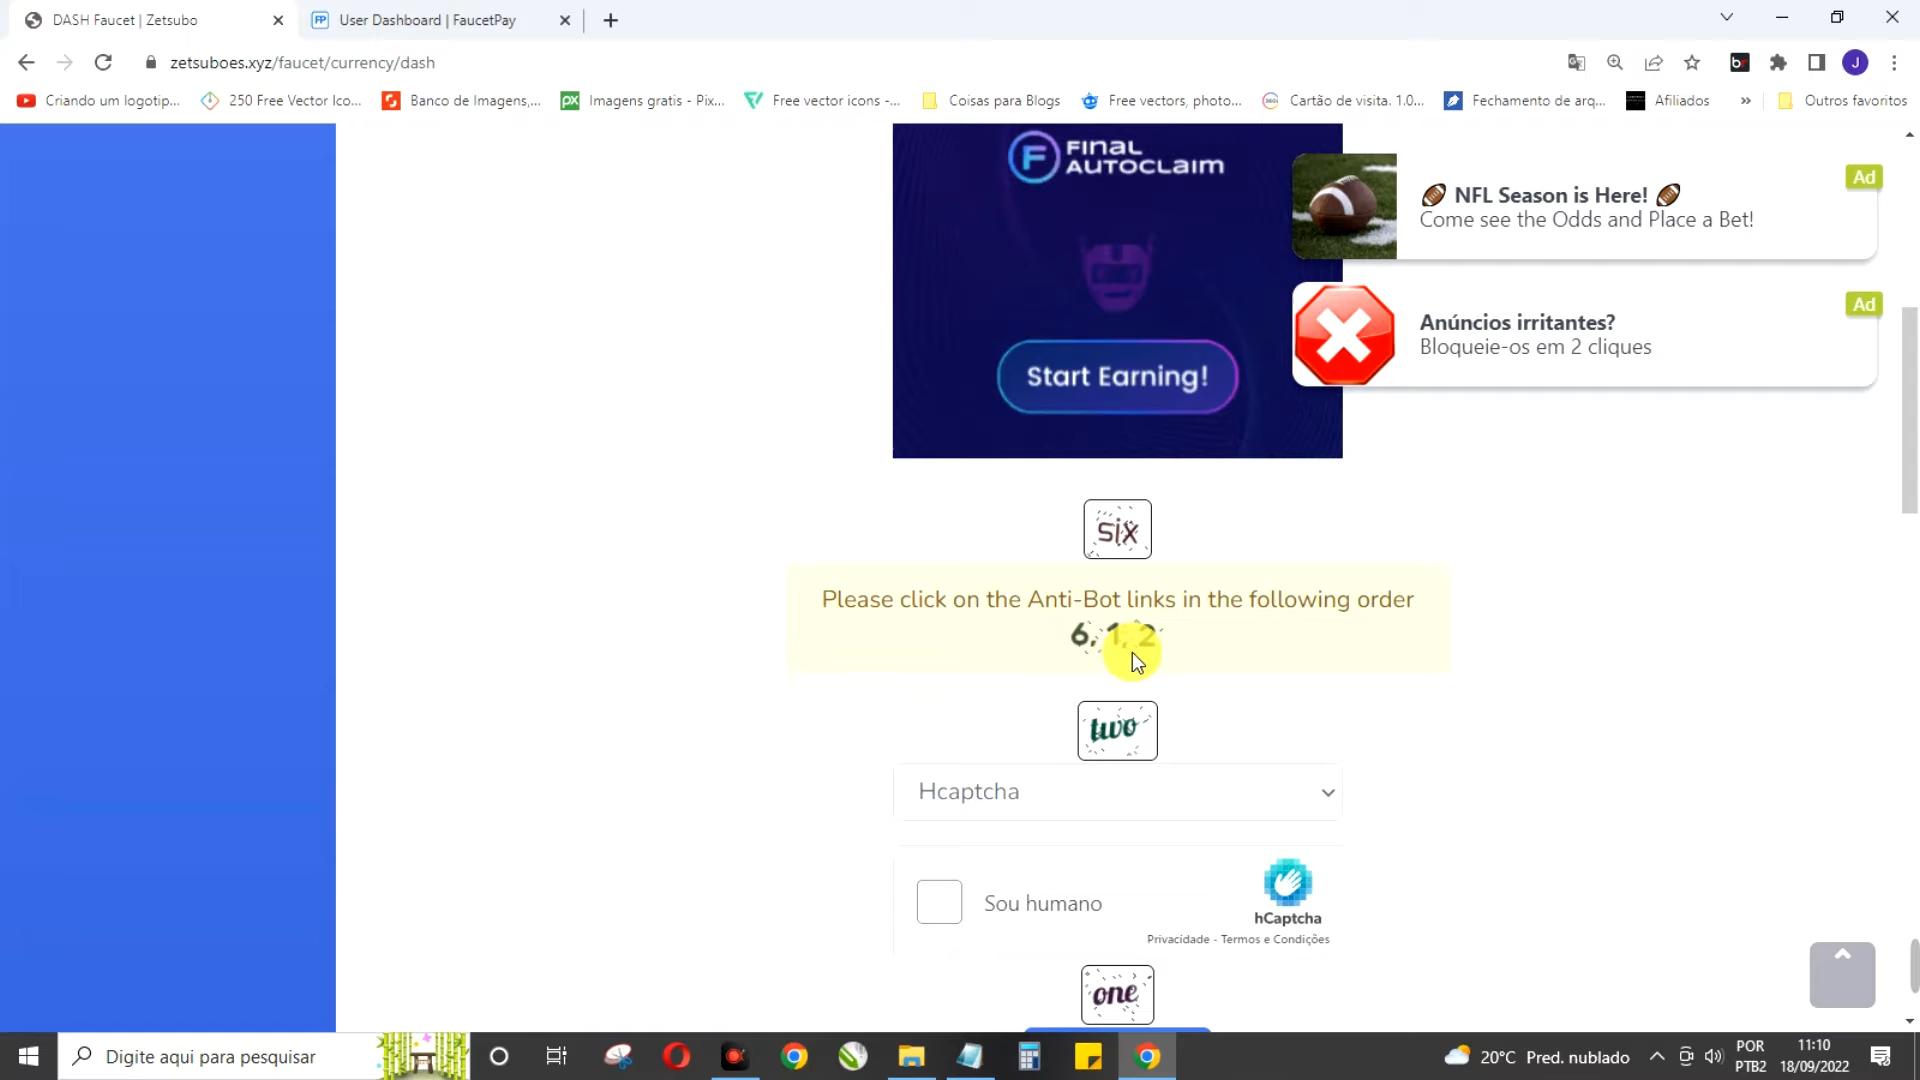 DASH Faucet | Zetsubo
User Dashboard | FaucetPay
zetsuboes.xyz/faucet/currency/dash
J
Criando um logotip...
250 Free Vector Ico...
Banco de Imagens,...
px
Imagens gratis - Pix...
Free vector icons -...
Coisas para Blogs
Free vectors, photo...
Cartão de visita. 1.0...
Fechamento de arq...
Afiliados
»
Outros favoritos
FINAL
AUTOCLAIM
Start Earning!
Ad
NFL Season is Here!
Come see the Odds and Place a Bet!
Ad
Anúncios irritantes?
Bloqueie-os em 2 cliques
six
Please click on the Anti-Bot links in the following order
6, 1, 2
two
Hcaptcha
Sou humano
hCaptcha
Privacidade - Termos e Condições
one
Digite aqui para pesquisar
20°C Pred. nublado
POR
PTB2
11:10
18/09/2022